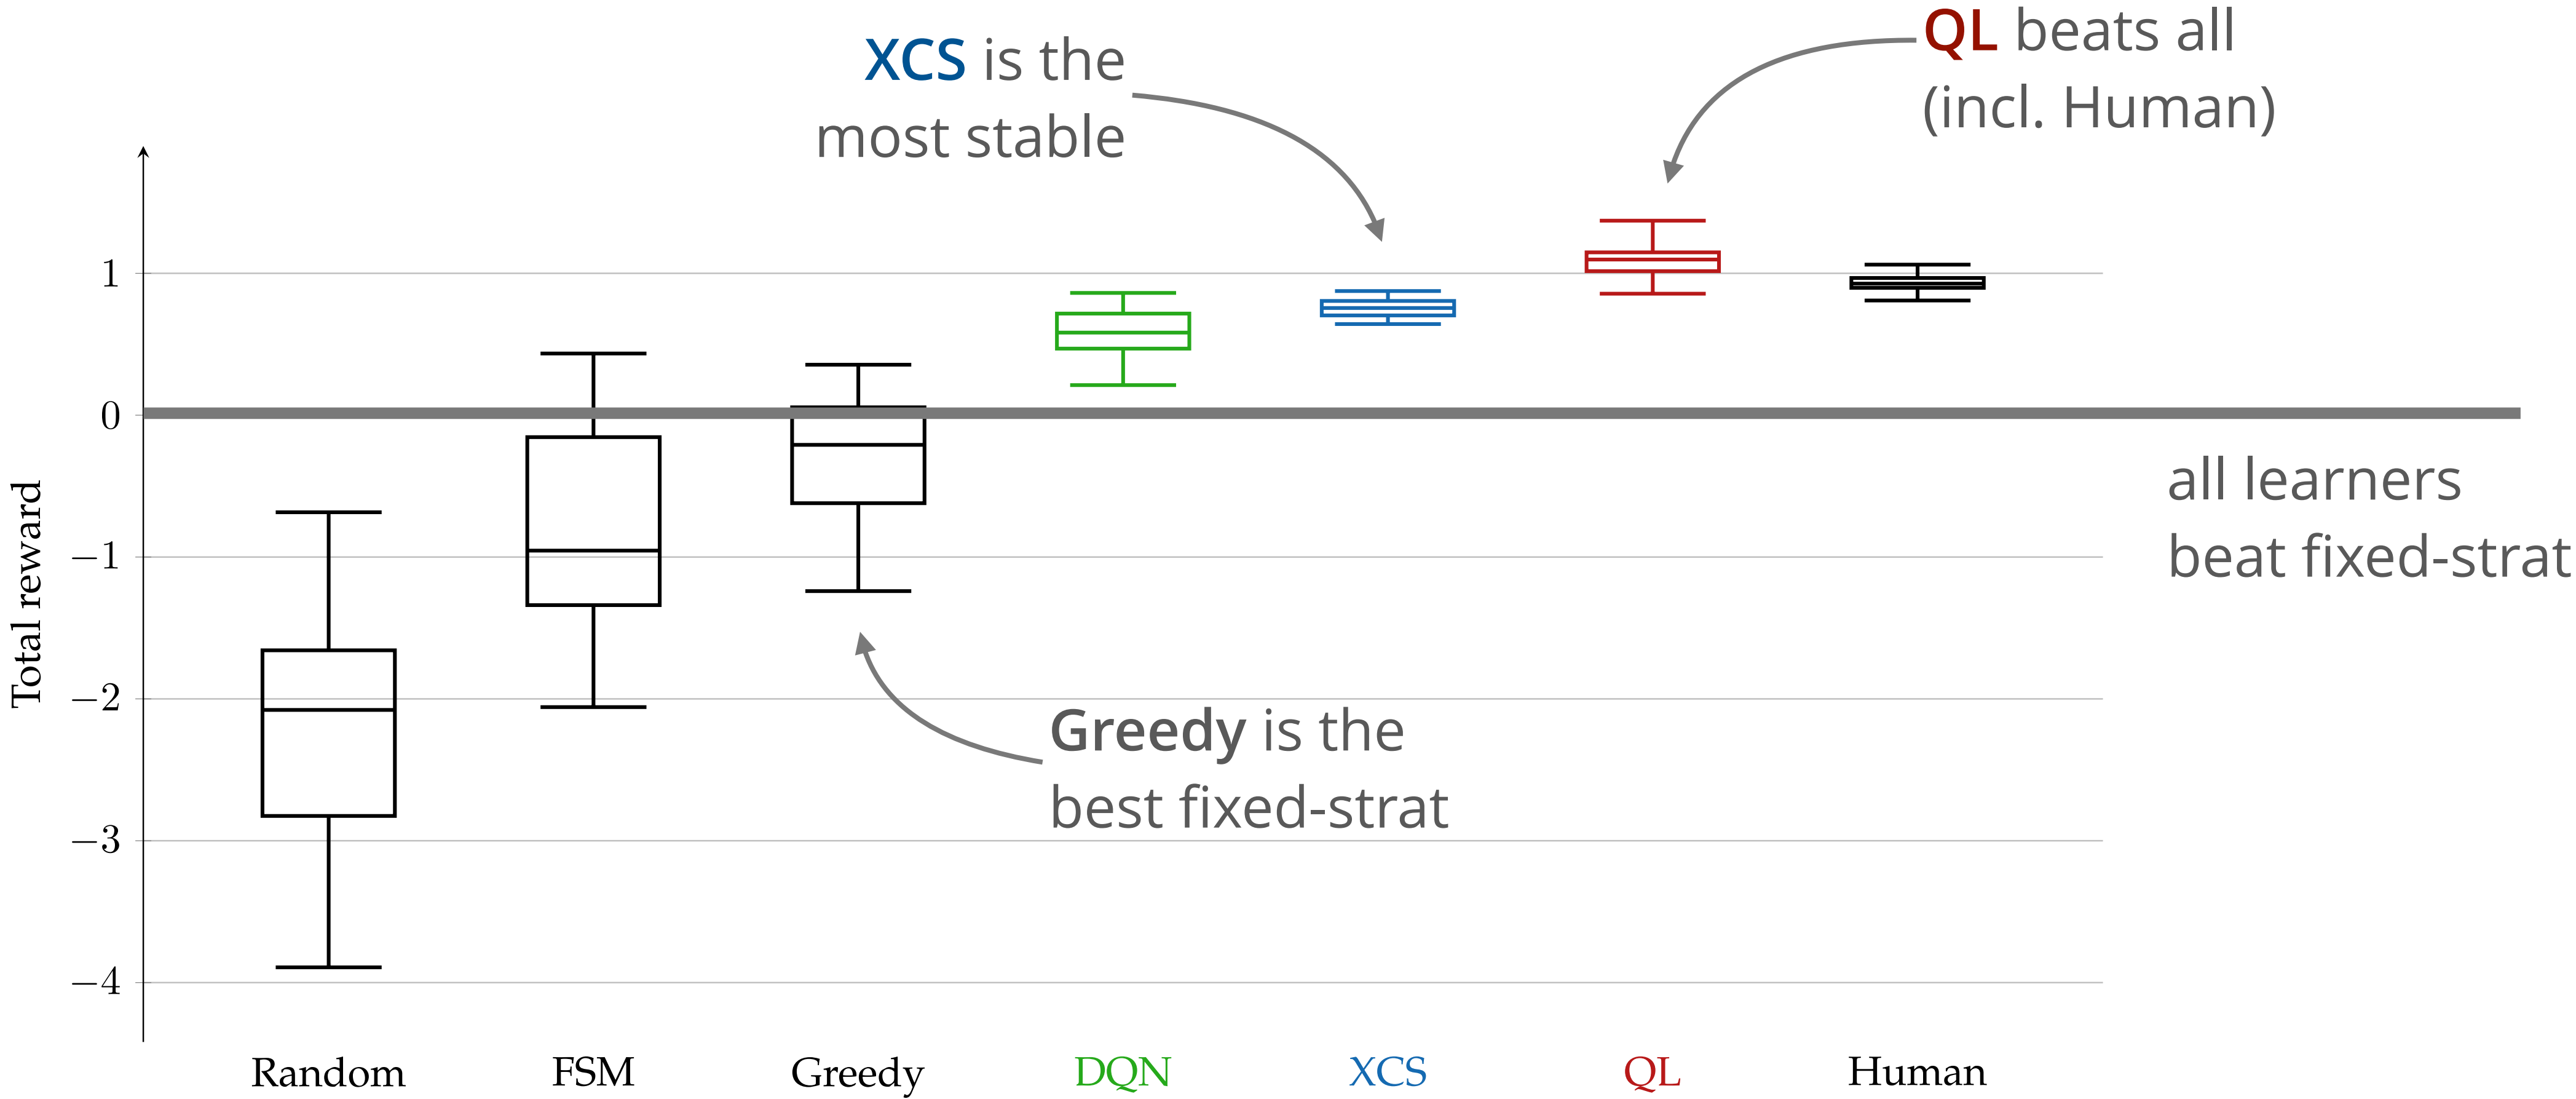 XCS is the
most stable
QL beats all
(incl. Human)
1
0
−1
−2
−3
−4
Total reward
all learners
beat fixed-strat
Greedy is the
best fixed-strat
Random FSM Greedy DQN XCS QL Human